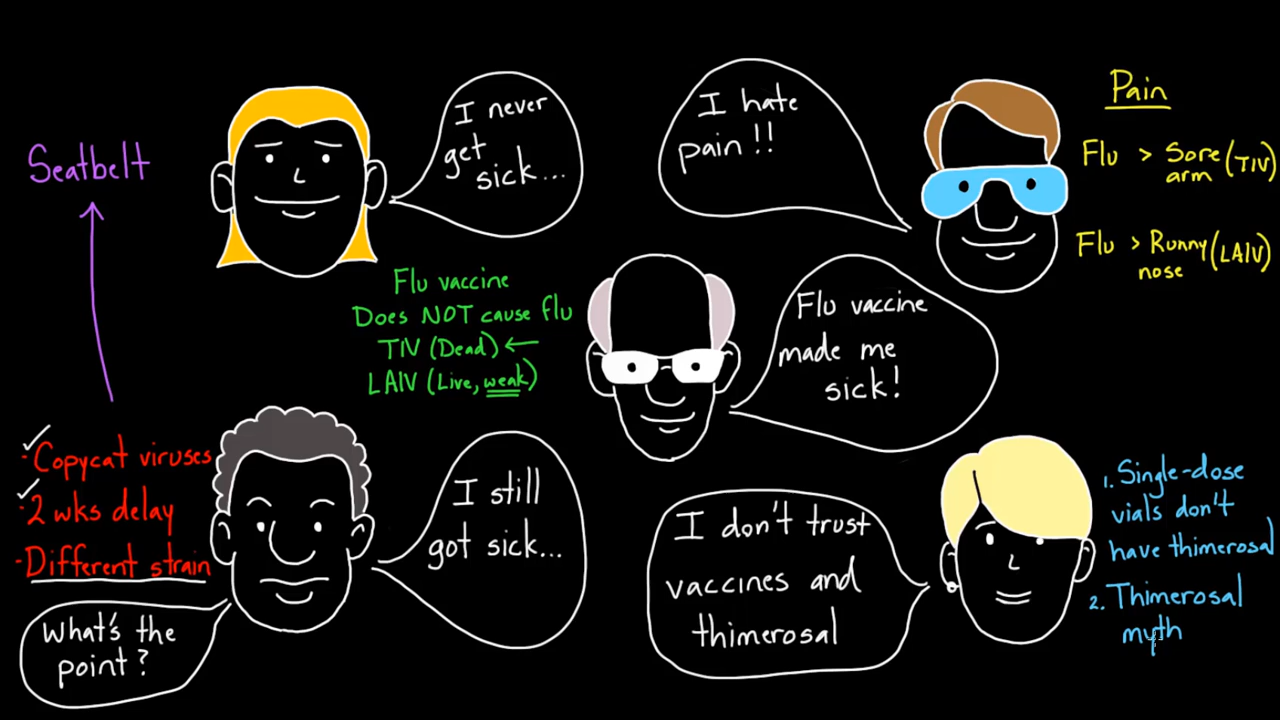 Seatbelt
I never
get
sick...
I hate
pain!!
Pain
Flu > Sore (TIV)
arm
Flu > Runny (LAIV)
nose
Flu vaccine
Does NOT cause flu
TIV (Dead) ←
LAIV (Live, weak)
Flu vaccine
made me
sick!
· Copycat viruses
· 2 wks delay
· Different strain
What's the
point?
I still
got sick...
I don't trust
vaccines and
thimerosal
1. Single-dose
vials don't
have thimerosal
2. Thimerosal
myth